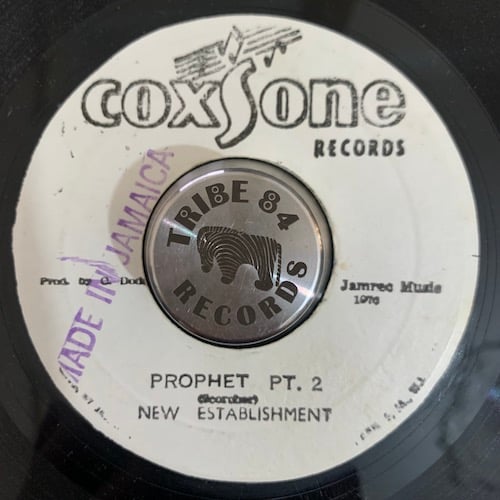 coxsone
RECORDS
MADE IN JAMAICA
TRIBE 84
RECORDS
Prod. by C. Dodd
Jamrec Music
1976
PROPHET PT. 2
NEW ESTABLISHMENT